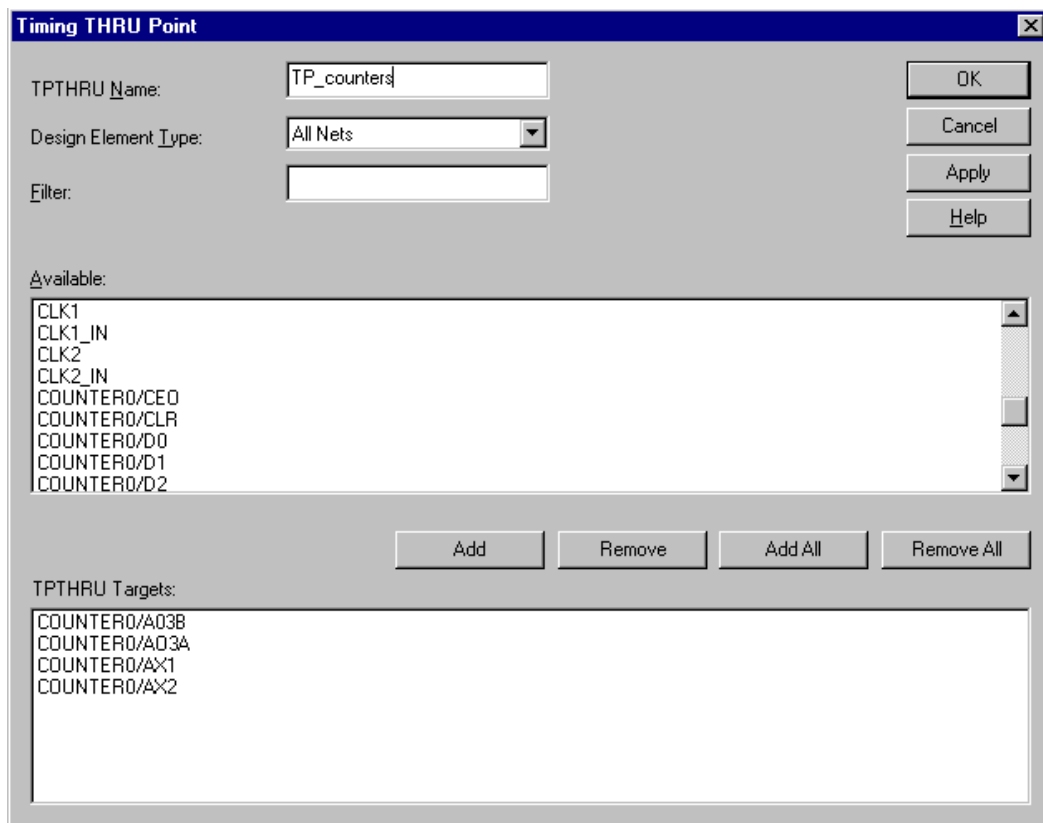 Timing THRU Point
TPTHRU Name:
TP_counters
OK
Design Element Type:
All Nets
Cancel
Filter:
Apply
Help
Available:
CLK1
CLK1_IN
CLK2
CLK2_IN
COUNTER0/CEO
COUNTER0/CLR
COUNTER0/D0
COUNTER0/D1
COUNTER0/D2
Add
Remove
Add All
Remove All
TPTHRU Targets:
COUNTER0/A03B
COUNTER0/AO3A
COUNTER0/AX1
COUNTER0/AX2